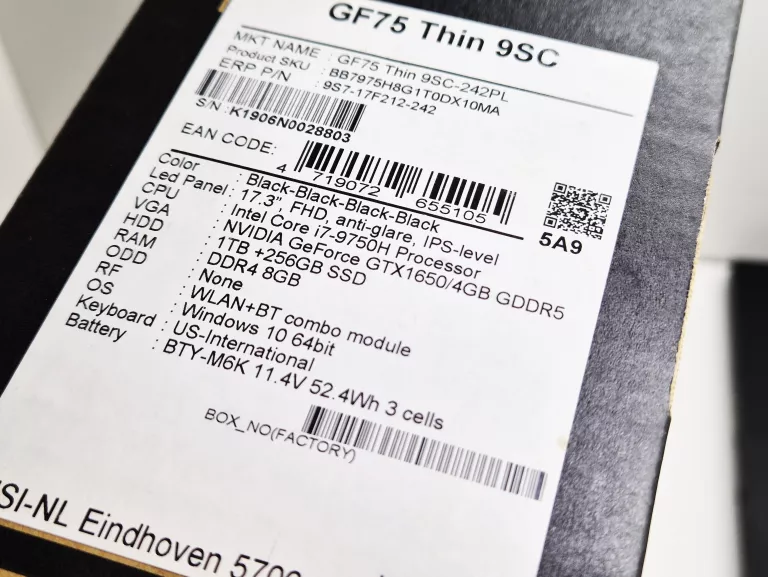 GF75 Thin 9SC
MKT NAME : GF75 Thin 9SC-242PL
Product SKU : BB7975H8G1T0DX10MA
ERP P/N : 9S7-17F212-242
S/N: K1906N0028803
EAN CODE:
4 719072 655105
5A9
Color : Black-Black-Black-Black
Led Panel : 17.3" FHD, anti-glare, IPS-level
CPU : Intel Core i7-9750H Processor
VGA : NVIDIA GeForce GTX1650/4GB GDDR5
HDD : 1TB +256GB SSD
RAM : DDR4 8GB
ODD : None
RF : WLAN+BT combo module
OS : Windows 10 64bit
Keyboard : US-International
Battery : BTY-M6K 11.4V 52.4Wh 3 cells
BOX_NO(FACTORY)
SI-NL Eindhoven